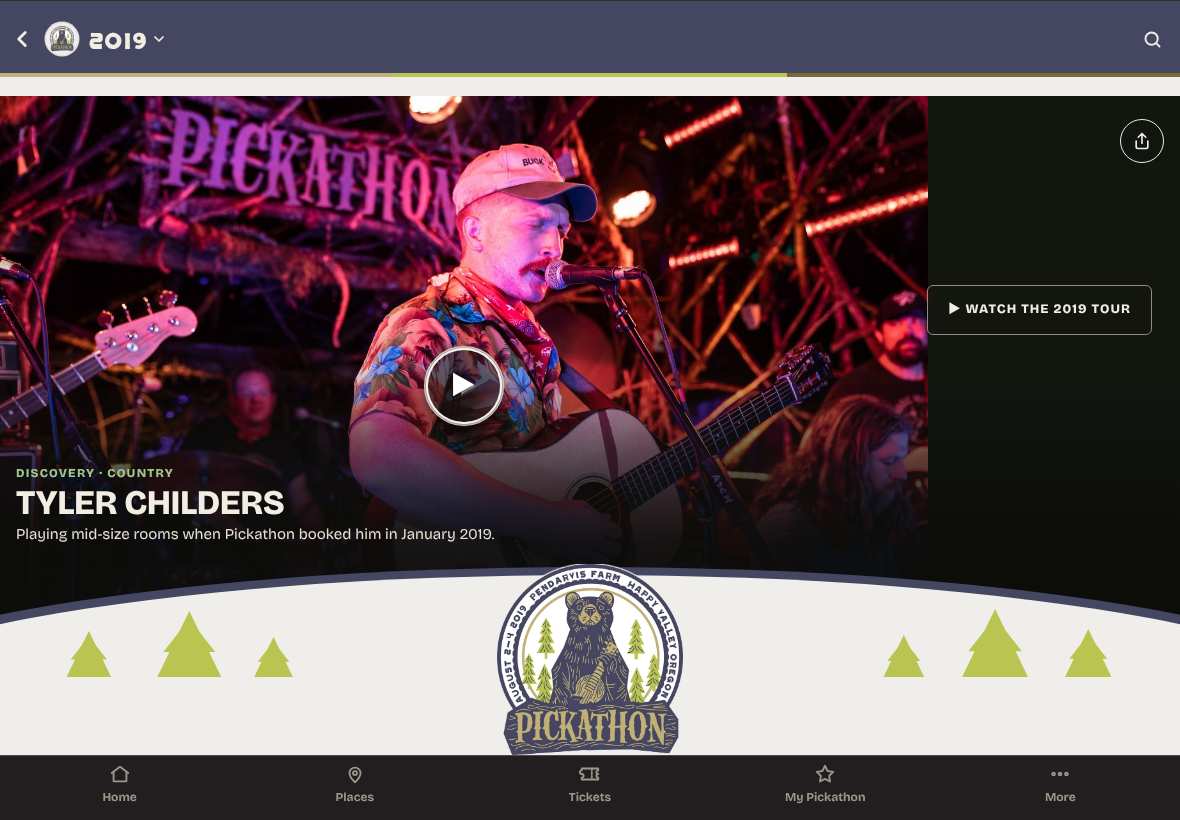 2019
PICKATHON
BUCK
WATCH THE 2019 TOUR
DISCOVERY · COUNTRY
TYLER CHILDERS
Playing mid-size rooms when Pickathon booked him in January 2019.
AUGUST 2–4 2019 PENDARVIS FARM HAPPY VALLEY OREGON
PICKATHON
Home
Places
Tickets
My Pickathon
More